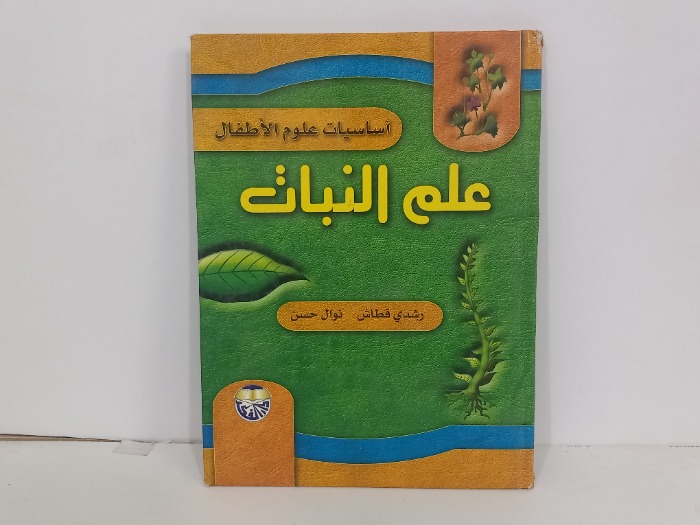 أساسيات علوم الأطفال
علم النبات
رشدي قطاش نوال حسن